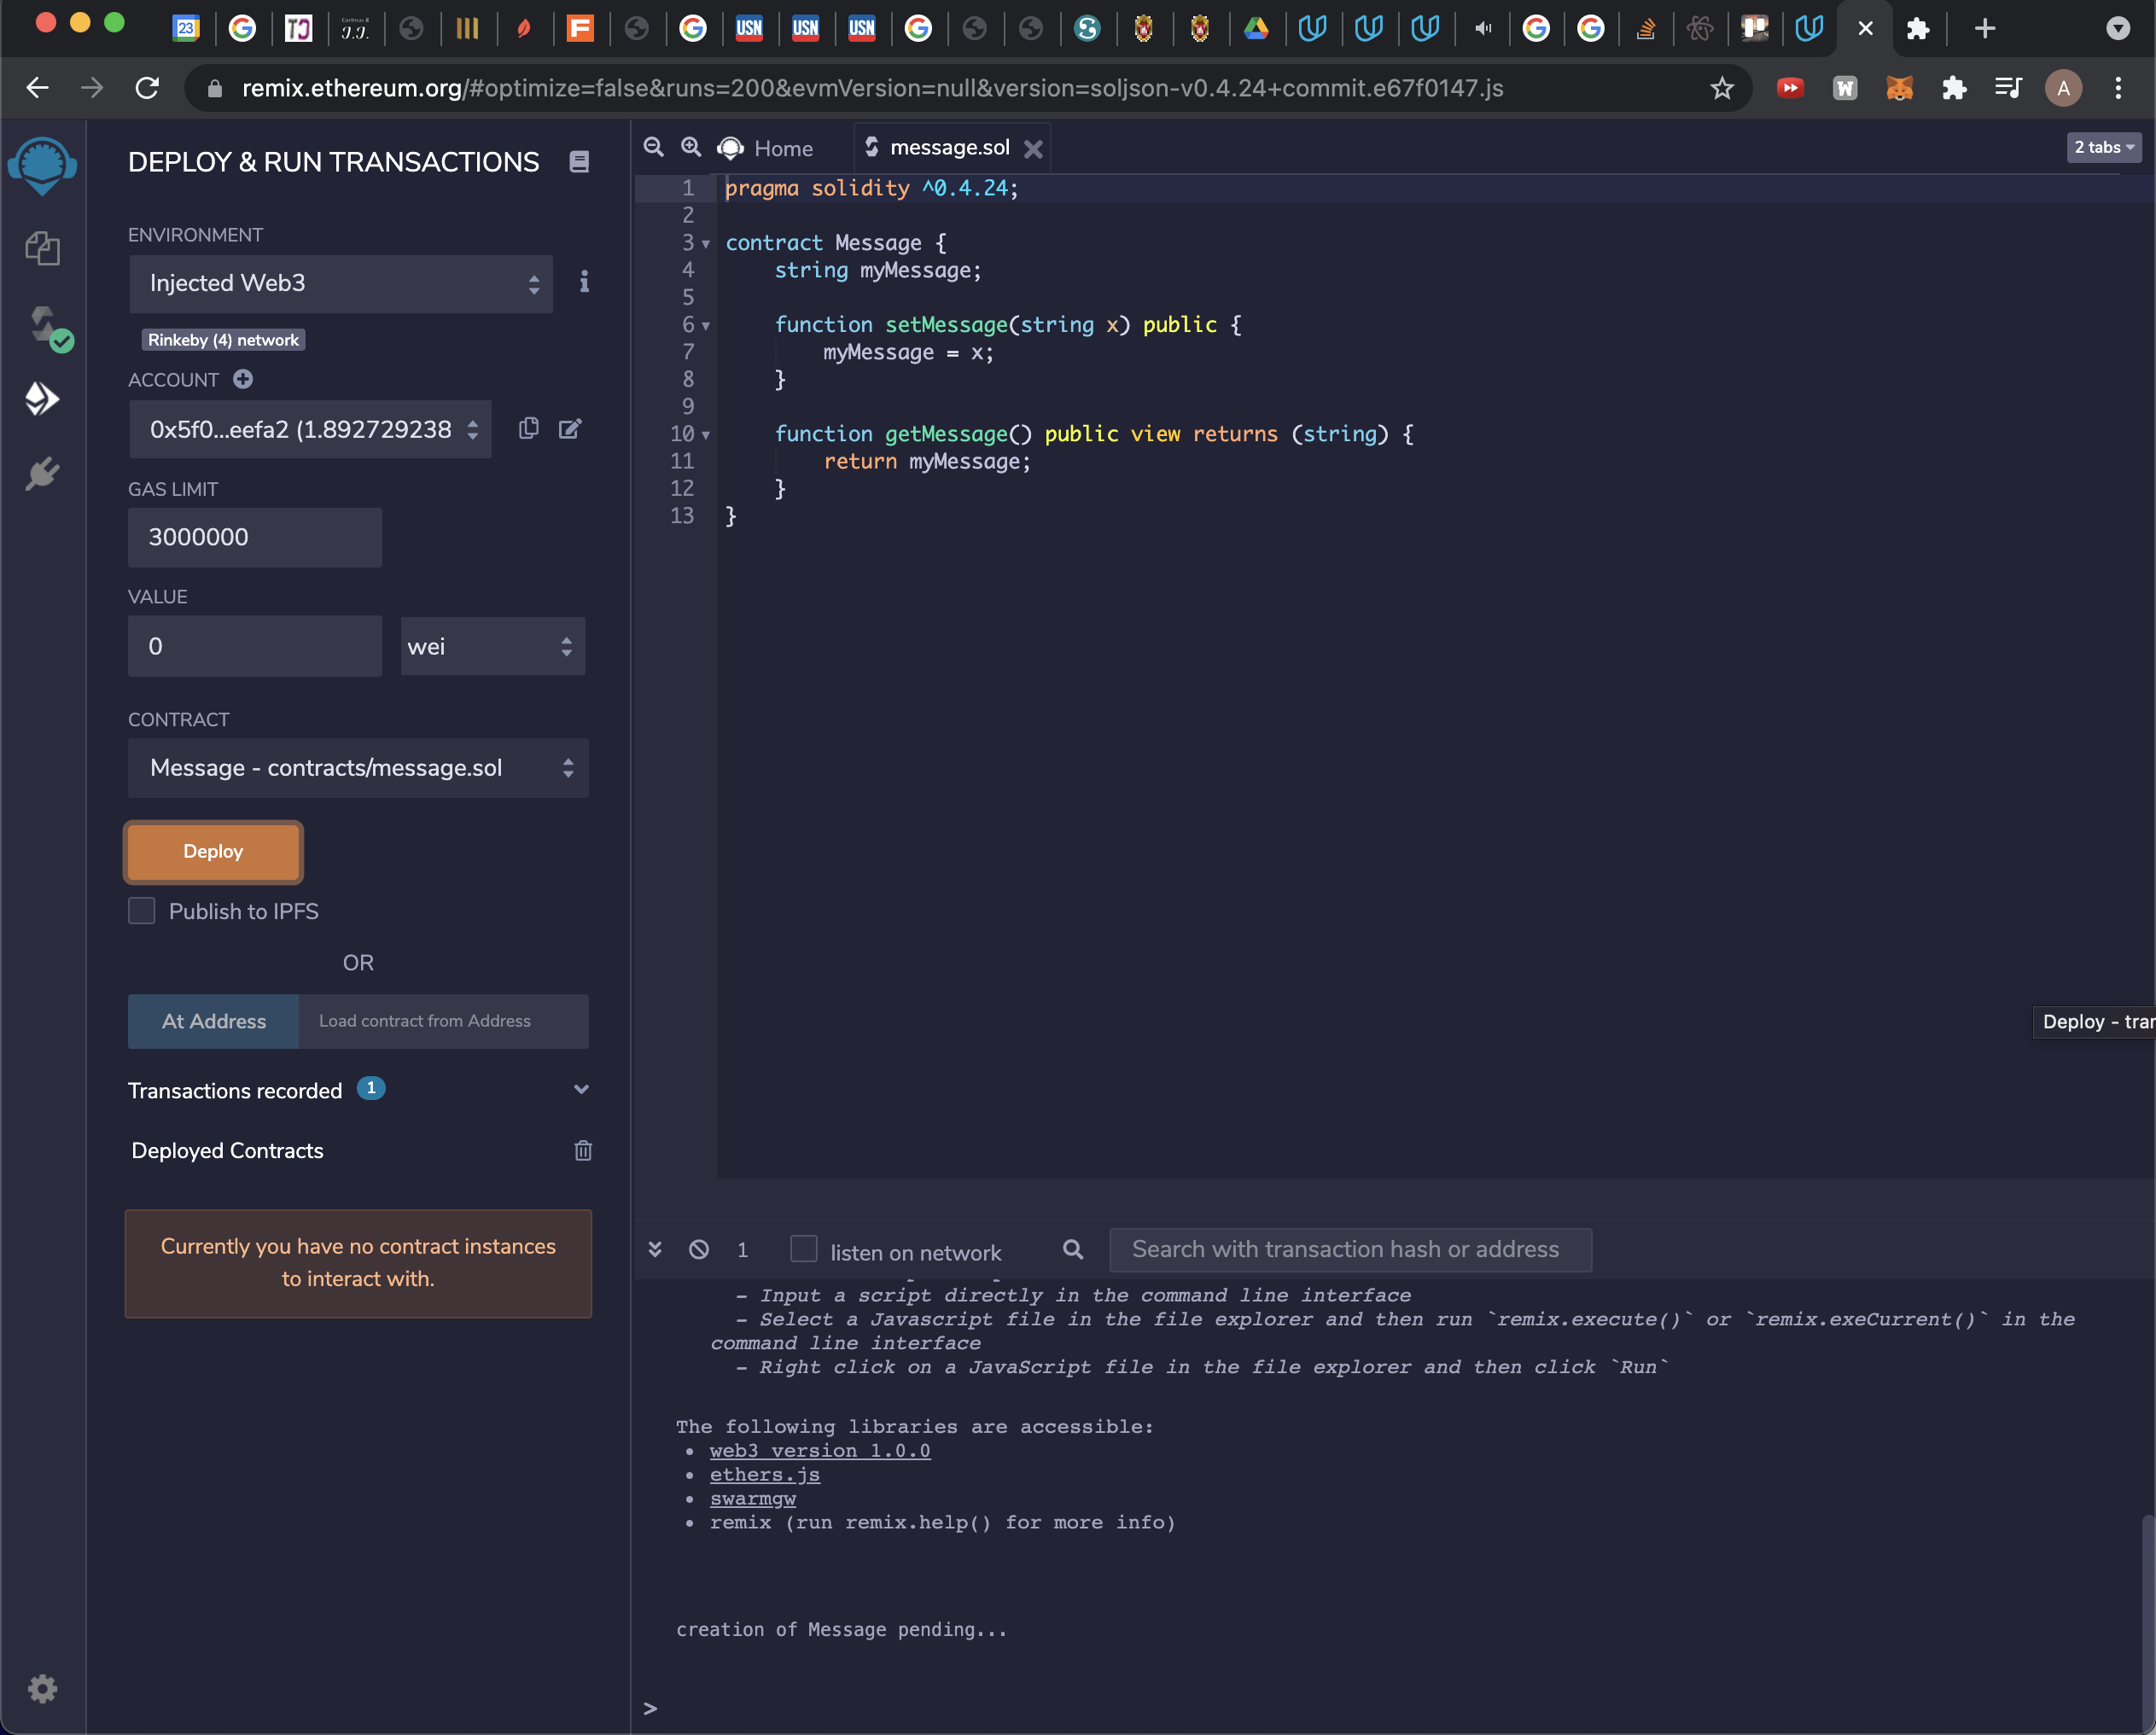 23
TC
USN
USN
USN
remix.ethereum.org/#optimize=false&runs=200&evmVersion=null&version=soljson-v0.4.24+commit.e67f0147.js
W
A
DEPLOY & RUN TRANSACTIONS
ENVIRONMENT
Injected Web3
i
Rinkeby (4) network
ACCOUNT
0x5f0...eefa2 (1.892729238
GAS LIMIT
3000000
VALUE
0
wei
CONTRACT
Message - contracts/message.sol
Deploy
Publish to IPFS
OR
At Address
Load contract from Address
Transactions recorded 1
Deployed Contracts
Currently you have no contract instances
to interact with.
Home
message.sol
2 tabs
1 pragma solidity ^0.4.24;
2
3 contract Message {
4     string myMessage;
5
6     function setMessage(string x) public {
7         myMessage = x;
8     }
9
10     function getMessage() public view returns (string) {
11         return myMessage;
12     }
13 }
Deploy - tran
1
listen on network
Search with transaction hash or address
- Input a script directly in the command line interface
- Select a Javascript file in the file explorer and then run `remix.execute()` or `remix.exeCurrent()` in the
command line interface
- Right click on a JavaScript file in the file explorer and then click `Run`
The following libraries are accessible:
• web3 version 1.0.0
• ethers.js
• swarmgw
• remix (run remix.help() for more info)
creation of Message pending...
>